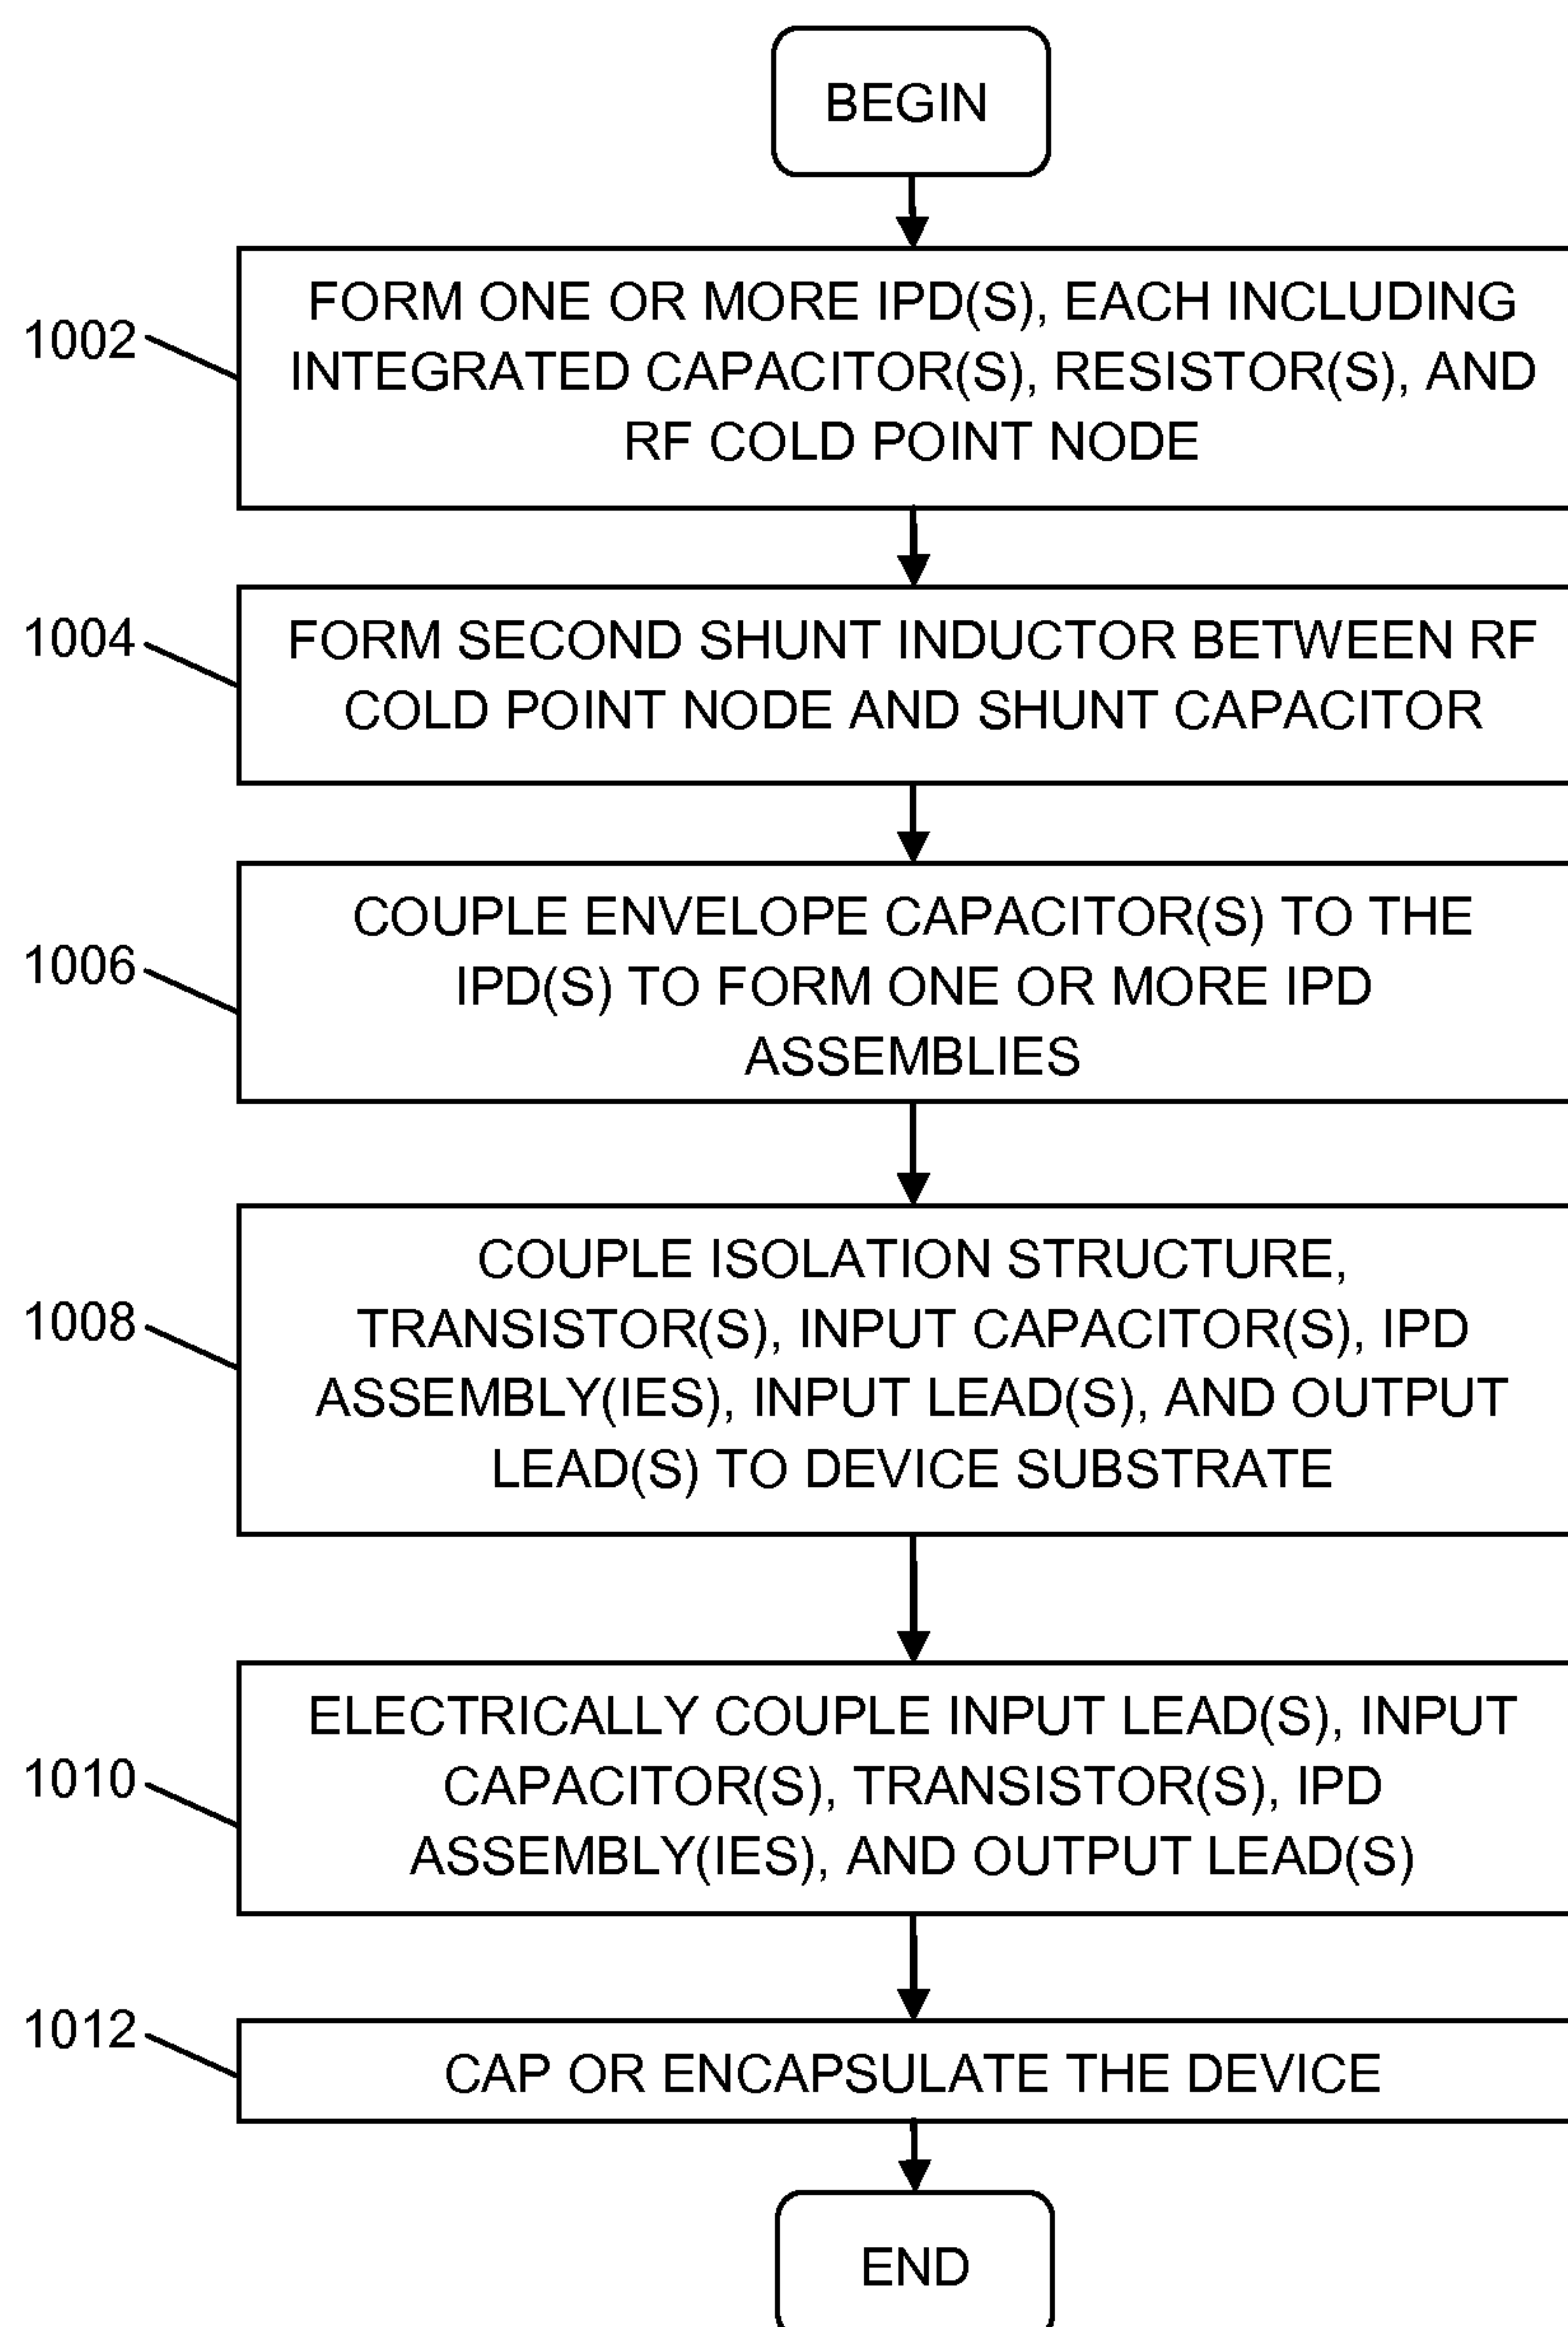 BEGIN
1002
FORM ONE OR MORE IPD(S), EACH INCLUDING
INTEGRATED CAPACITOR(S), RESISTOR(S), AND
RF COLD POINT NODE
1004
FORM SECOND SHUNT INDUCTOR BETWEEN RF
COLD POINT NODE AND SHUNT CAPACITOR
1006
COUPLE ENVELOPE CAPACITOR(S) TO THE
IPD(S) TO FORM ONE OR MORE IPD
ASSEMBLIES
1008
COUPLE ISOLATION STRUCTURE,
TRANSISTOR(S), INPUT CAPACITOR(S), IPD
ASSEMBLY(IES), INPUT LEAD(S), AND OUTPUT
LEAD(S) TO DEVICE SUBSTRATE
1010
ELECTRICALLY COUPLE INPUT LEAD(S), INPUT
CAPACITOR(S), TRANSISTOR(S), IPD
ASSEMBLY(IES), AND OUTPUT LEAD(S)
1012
CAP OR ENCAPSULATE THE DEVICE
END